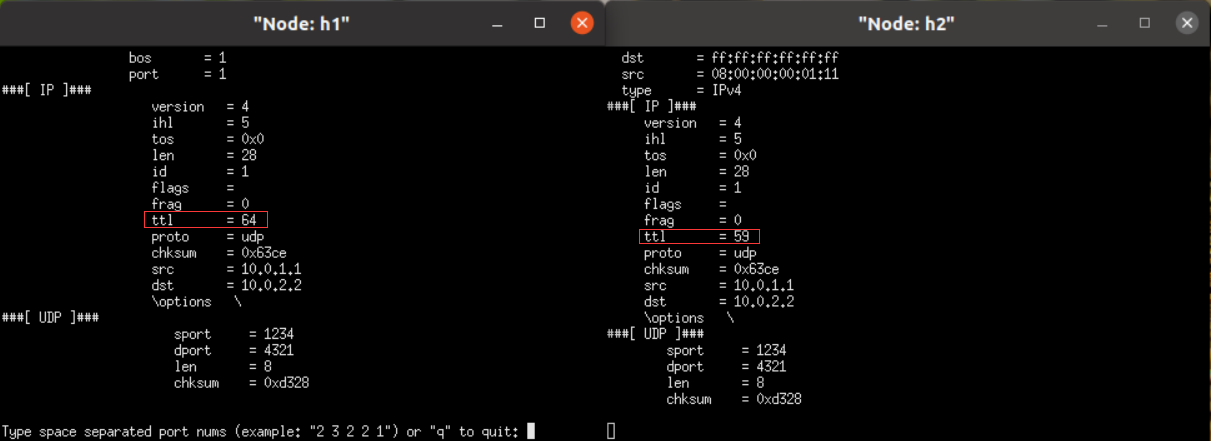 "Node: h1"
bos = 1
port = 1
###[ IP ]###
version = 4
ihl = 5
tos = 0x0
len = 28
id = 1
flags =
frag = 0
ttl = 64
proto = udp
chksum = 0x63ce
src = 10.0.1.1
dst = 10.0.2.2
\options \
###[ UDP ]###
sport = 1234
dport = 4321
len = 8
chksum = 0xd328
Type space separated port nums (example: "2 3 2 2 1") or "q" to quit:
"Node: h2"
dst = ff:ff:ff:ff:ff:ff
src = 08:00:00:00:01:11
type = IPv4
###[ IP ]###
version = 4
ihl = 5
tos = 0x0
len = 28
id = 1
flags =
frag = 0
ttl = 59
proto = udp
chksum = 0x63ce
src = 10.0.1.1
dst = 10.0.2.2
\options \
###[ UDP ]###
sport = 1234
dport = 4321
len = 8
chksum = 0xd328